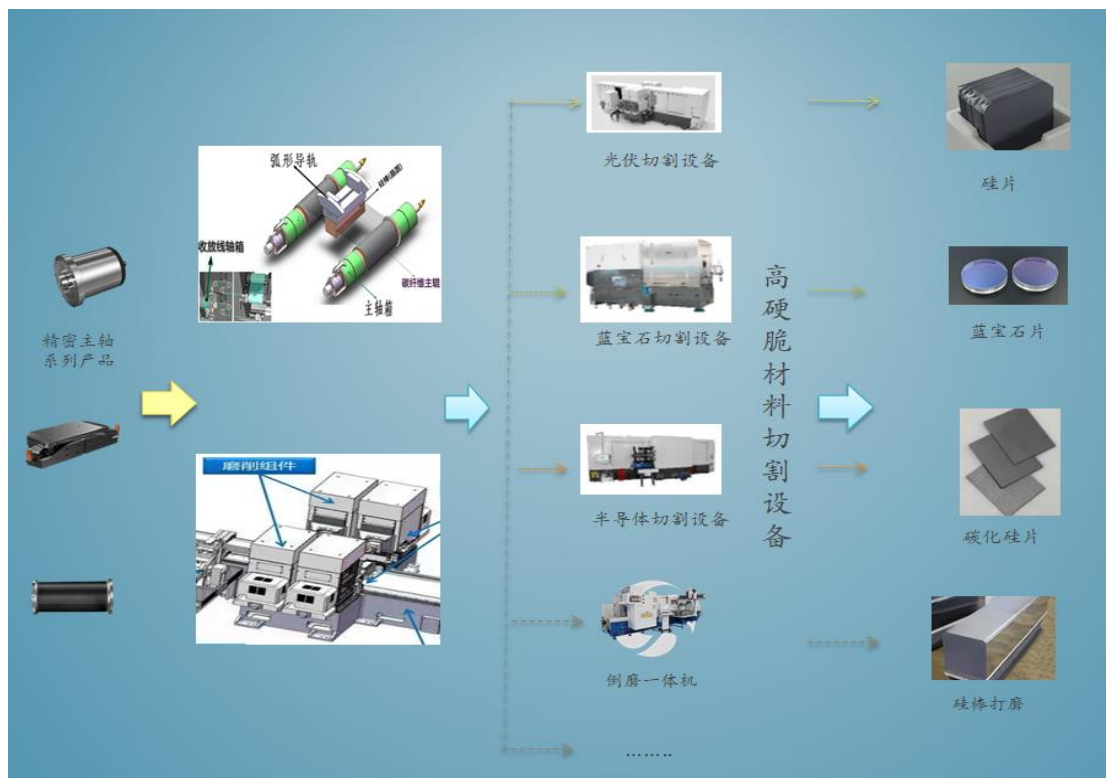 精密主轴
系列产品
弧形导轨
硅棒(晶圆)
收放线轴箱
碳纤维主辊
主轴箱
磨削组件
光伏切割设备
蓝宝石切割设备
半导体切割设备
倒磨一体机
........
高硬脆材料切割设备
硅片
蓝宝石片
碳化硅片
硅棒打磨